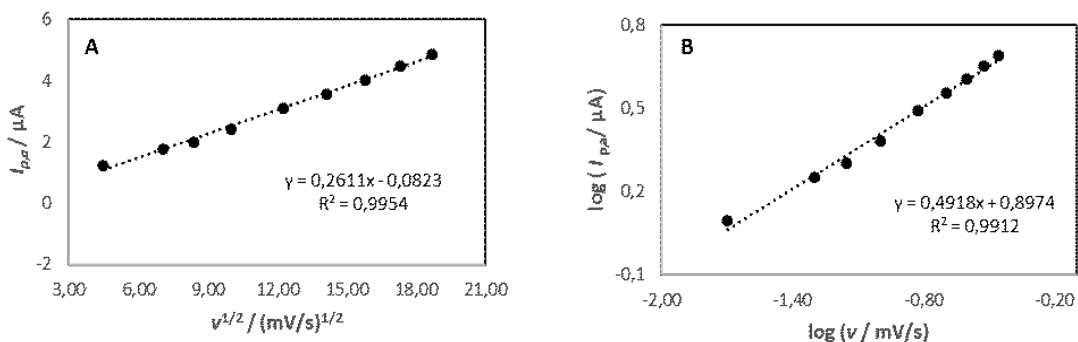 A
6
4
2
0
-2
I p,a / µA
y = 0,2611x - 0,0823
R² = 0,9954
3,00 6,00 9,00 12,00 15,00 18,00 21,00
v^1/2 / (mV/s)^1/2
B
0,8
0,5
0,2
-0,1
log ( I p,a / µA)
y = 0,4918x + 0,8974
R² = 0,9912
-2,00 -1,40 -0,80 -0,20
log (v / mV/s)